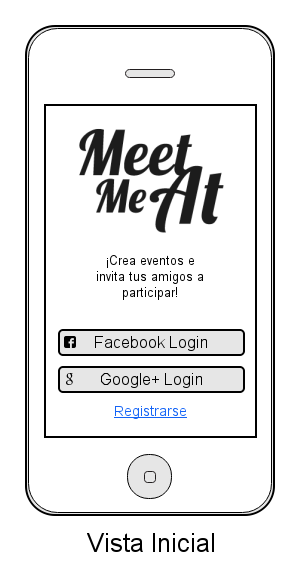 Meet
Me At
¡Crea eventos e
invita tus amigos a
participar!
Facebook Login
Google+ Login
Registrarse
Vista Inicial